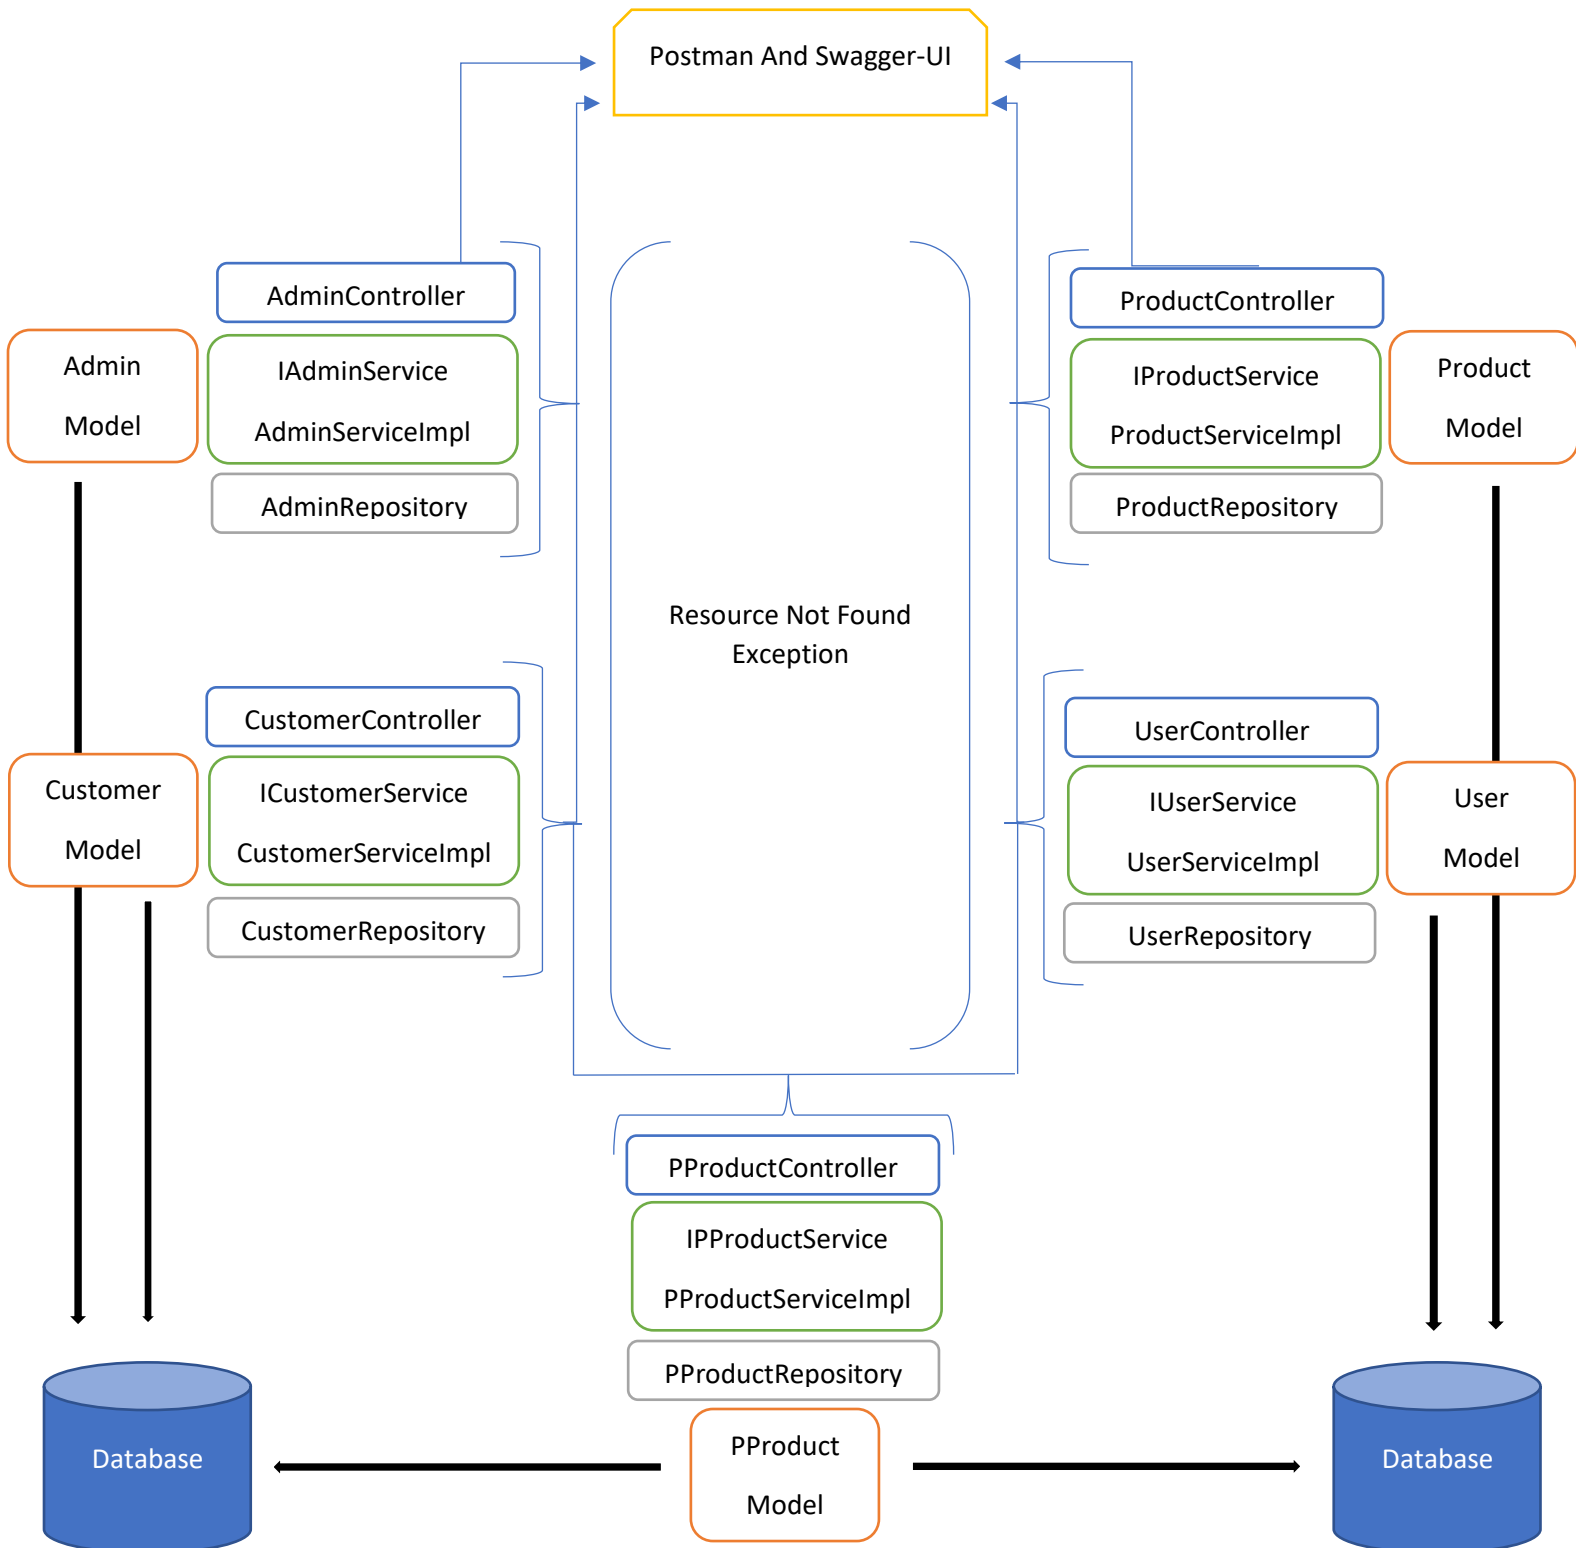 Postman And Swagger-UI
AdminController
Admin
Model
IAdminService
AdminServiceImpl
AdminRepository
ProductController
IProductService
ProductServiceImpl
ProductRepository
Product
Model
Resource Not Found
Exception
CustomerController
Customer
Model
ICustomerService
CustomerServiceImpl
CustomerRepository
UserController
IUserService
UserServiceImpl
UserRepository
User
Model
PProductController
IPProductService
PProductServiceImpl
PProductRepository
PProduct
Model
Database
Database